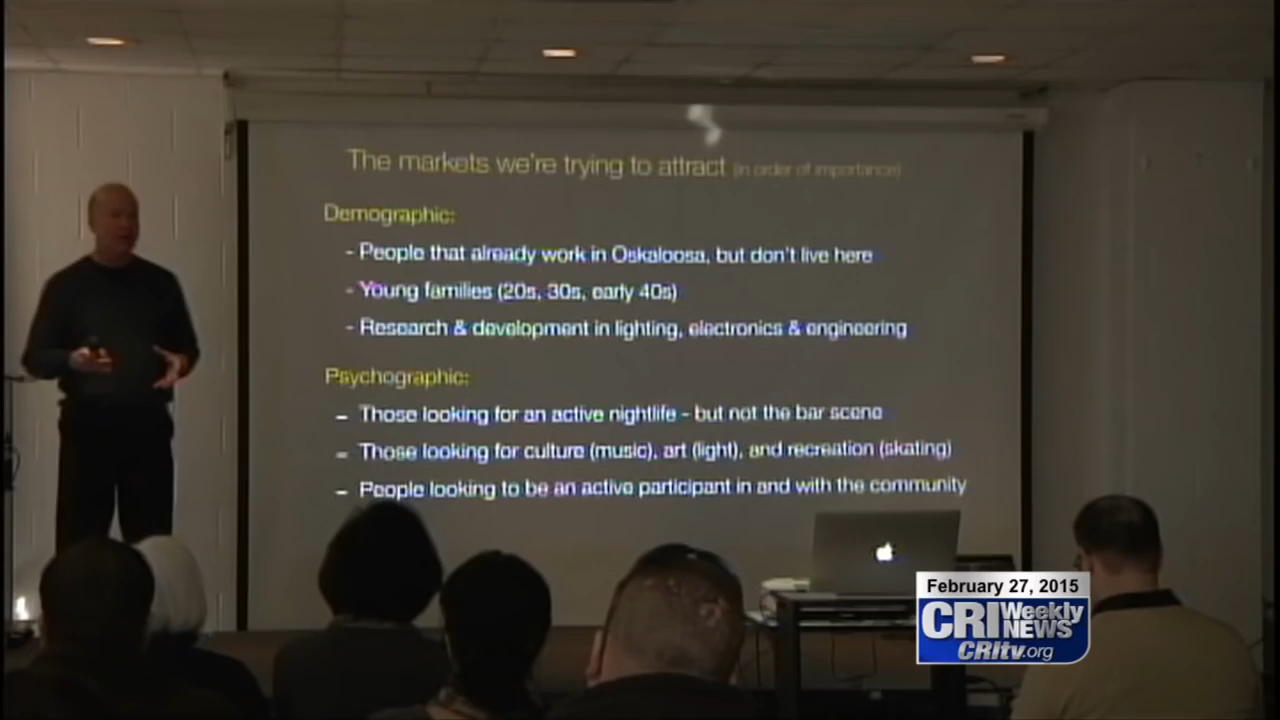 The markets we're trying to attract (in order of importance)
Demographic:
- People that already work in Oskaloosa, but don't live here
- Young families (20s, 30s, early 40s)
- Research & development in lighting, electronics & engineering
Psychographic:
- Those looking for an active nightlife - but not the bar scene
- Those looking for culture (music), art (light), and recreation (skating)
- People looking to be an active participant in and with the community
February 27, 2015
CRI Weekly
NEWS
CRItv.org